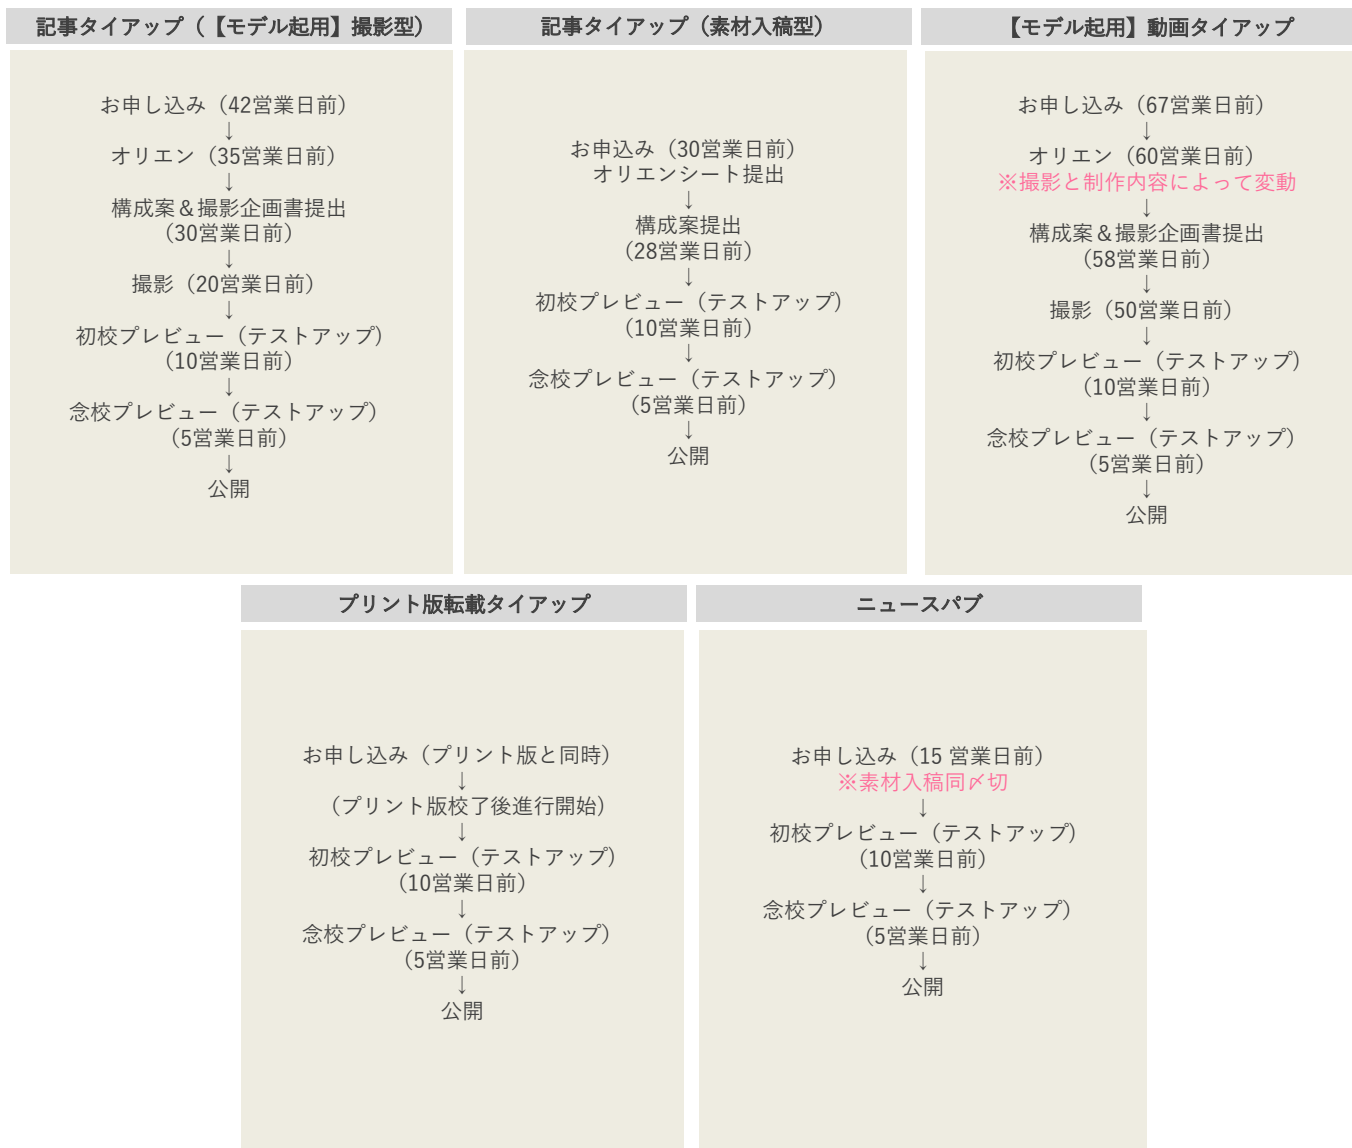 記事タイアップ（【モデル起用】撮影型）
お申し込み（42営業日前）
↓
オリエン（35営業日前）
↓
構成案＆撮影企画書提出
（30営業日前）
↓
撮影（20営業日前）
↓
初校プレビュー（テストアップ）
（10営業日前）
↓
念校プレビュー（テストアップ）
（5営業日前）
↓
公開
記事タイアップ（素材入稿型）
お申込み（30営業日前）
オリエンシート提出
↓
構成案提出
（28営業日前）
↓
初校プレビュー（テストアップ）
（10営業日前）
↓
念校プレビュー（テストアップ）
（5営業日前）
↓
公開
【モデル起用】動画タイアップ
お申し込み（67営業日前）
↓
オリエン（60営業日前）
※撮影と制作内容によって変動
↓
構成案＆撮影企画書提出
（58営業日前）
↓
撮影（50営業日前）
↓
初校プレビュー（テストアップ）
（10営業日前）
↓
念校プレビュー（テストアップ）
（5営業日前）
↓
公開
プリント版転載タイアップ
お申し込み（プリント版と同時）
↓
（プリント版校了後進行開始）
↓
初校プレビュー（テストアップ）
（10営業日前）
↓
念校プレビュー（テストアップ）
（5営業日前）
↓
公開
ニュースパブ
お申し込み（15 営業日前）
※素材入稿同〆切
↓
初校プレビュー（テストアップ）
（10営業日前）
↓
念校プレビュー（テストアップ）
（5営業日前）
↓
公開